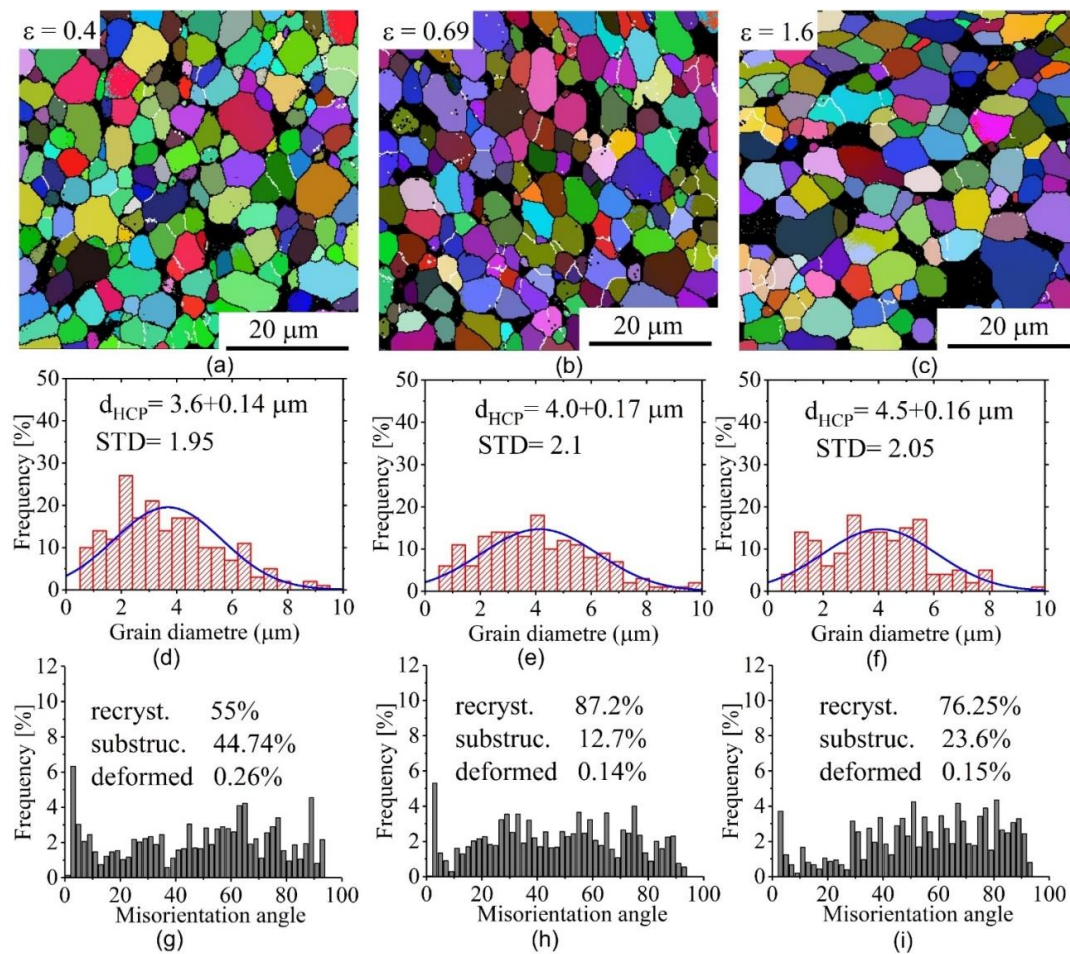 ε = 0.4
ε = 0.69
ε = 1.6
20 μm
20 μm
20 μm
(a)
(b)
(c)
50
40
30
20
10
0
Frequency [%]
d_HCP= 3.6+0.14 μm
STD= 1.95
0 2 4 6 8 10
Grain diametre (μm)
(d)
50
40
30
20
10
0
Frequency [%]
d_HCP= 4.0+0.17 μm
STD= 2.1
0 2 4 6 8 10
Grain diametre (μm)
(e)
50
40
30
20
10
0
Frequency [%]
d_HCP= 4.5+0.16 μm
STD= 2.05
0 2 4 6 8 10
Grain diametre (μm)
(f)
12
10
8
6
4
2
0
Frequency [%]
recryst. 55%
substruc. 44.74%
deformed 0.26%
0 20 40 60 80 100
Misorientation angle
(g)
12
10
8
6
4
2
0
Frequency [%]
recryst. 87.2%
substruc. 12.7%
deformed 0.14%
0 20 40 60 80 100
Misorientation angle
(h)
12
10
8
6
4
2
0
Frequency [%]
recryst. 76.25%
substruc. 23.6%
deformed 0.15%
0 20 40 60 80 100
Misorientation angle
(i)